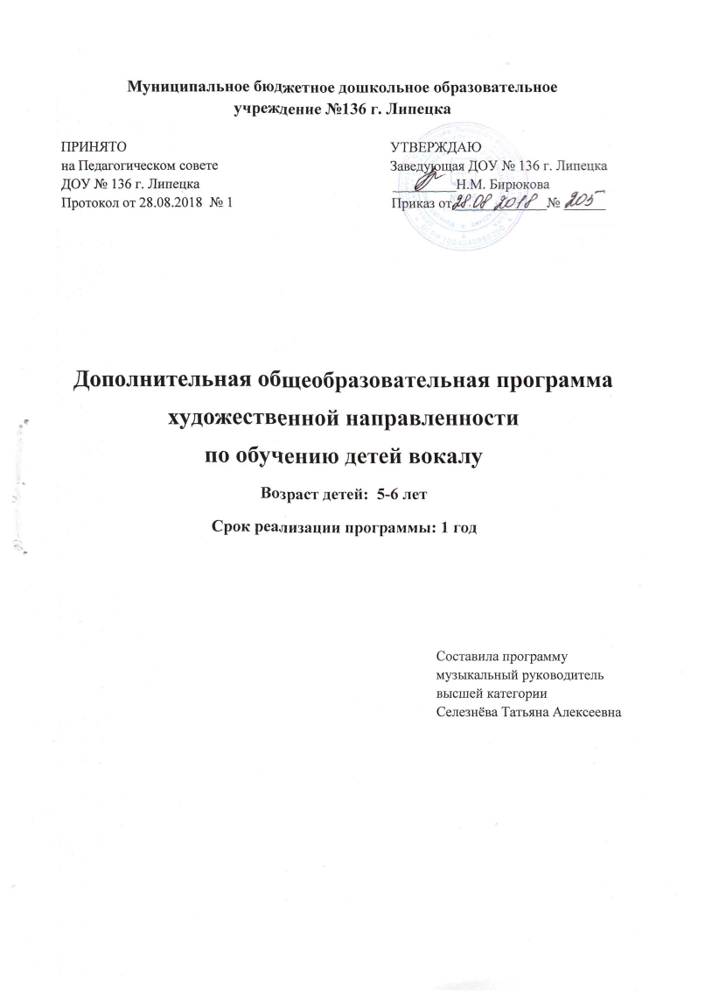 Муниципальное бюджетное дошкольное образовательное
учреждение №136 г. Липецка
ПРИНЯТО
на Педагогическом совете
ДОУ № 136 г. Липецка
Протокол от 28.08.2018 № 1
УТВЕРЖДАЮ
Заведующая ДОУ № 136 г. Липецка
Н.М. Бирюкова
Приказ от 28.08 2018 № 205
Дополнительная общеобразовательная программа
художественной направленности
по обучению детей вокалу
Возраст детей: 5-6 лет
Срок реализации программы: 1 год
Составила программу
музыкальный руководитель
высшей категории
Селезнёва Татьяна Алексеевна